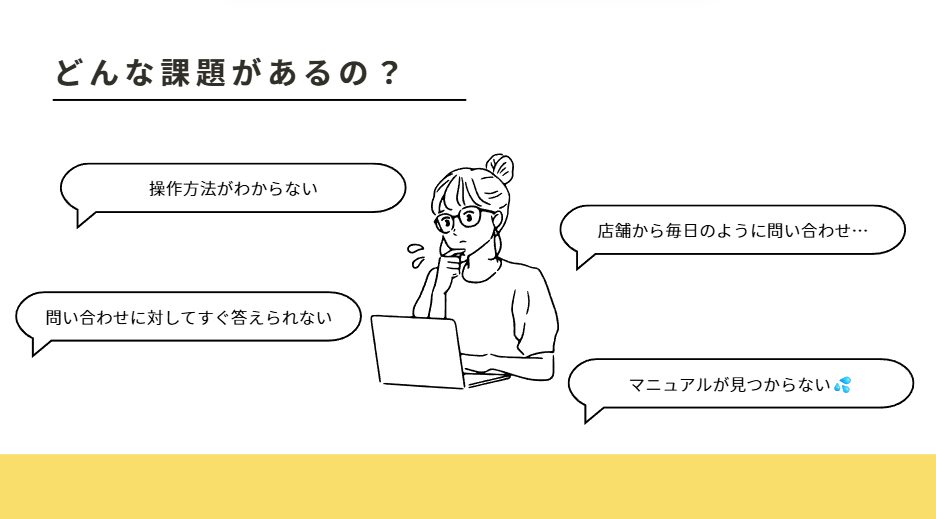 どんな課題があるの？
操作方法がわからない
店舗から毎日のように問い合わせ…
問い合わせに対してすぐ答えられない
マニュアルが見つからない💦